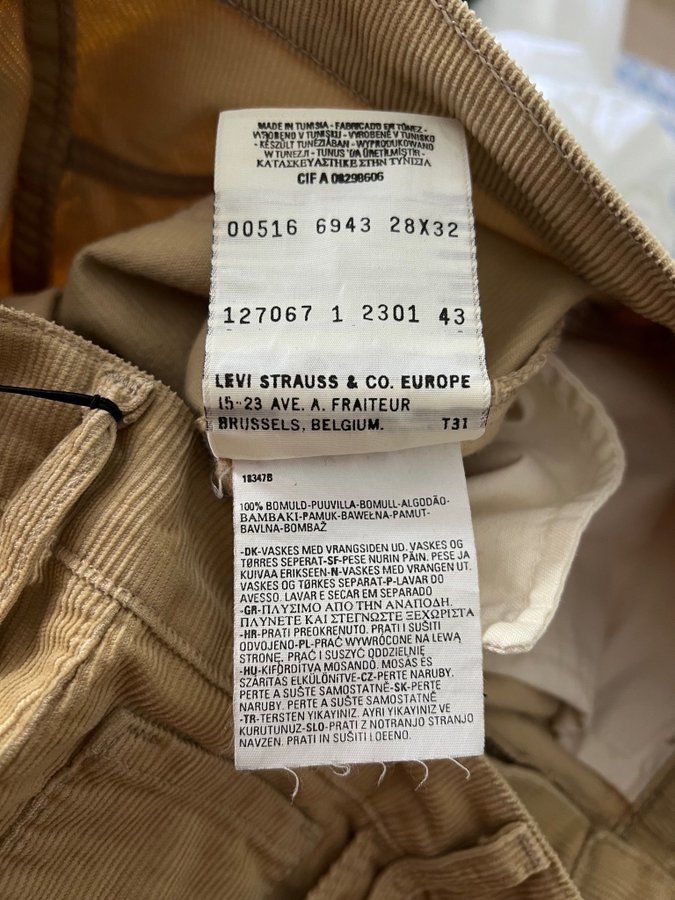 MADE IN TUNISIA - FABRICADO EN TÚNEZ -
VYROBENO V TUNISKU - VYROBENÉ V TUNISKO
- KÉSZÜLT TUNÉZIÁBAN - WYPRODUKOWANO
W TUNEZJI - TUNUS 'DA ÜRETİLMİŞTİR -
ΚΑΤΑΣΚΕΥΑΣΤΗΚΕ ΣΤΗΝ ΤΥΝΙΣΙΑ
CIF A 08298606
00516 6943 28X32
127067 1 2301 43
LEVI STRAUSS & CO. EUROPE
15-23 AVE. A. FRAITEUR
BRUSSELS, BELGIUM. T31
18347B
100% BOMULD-PUUVILLA-BOMULL-ALGODÃO-
BAMBAKI-PAMUK-BAWEŁNA-PAMUT-
BAVLNA-BOMBAŽ
-DK-VASKES MED VRANGSIDEN UD. VASKES OG
TØRRES SEPERAT-SF-PESE NURIN PÄIN. PESE JA
KUIVAA ERIKSEEN-N-VASKES MED VRANGEN UT.
VASKES OG TØRKES SEPARAT-P-LAVAR DO
AVESSO. LAVAR E SECAR EM SEPARADO
-GR-ΠΛΥΣΙΜΟ ΑΠΟ ΤΗΝ ΑΝΑΠΟΔΗ.
ΠΛΥΝΕΤΕ ΚΑΙ ΣΤΕΓΝΩΣΤΕ ΞΕΧΩΡΙΣΤΑ
-HR-PRATI PREOKRENUTO. PRATI I SUŠITI
ODVOJENO-PL-PRAĆ WYWRÓCONE NA LEWĄ
STRONĘ. PRAĆ I SUSZYĆ ODDZIELNIE
-HU-KIFORDÍTVA MOSANDÓ. MOSÁS ÉS
SZÁRÍTÁS ELKÜLÖNÍTVE-CZ-PERTE NARUBY.
PERTE A SUŠTE SAMOSTATNĚ-SK-PERTE
NARUBY. PERTE A SUŠTE SAMOSTATNE
-TR-TERSTEN YIKAYINIZ. AYRI YIKAYINIZ VE
KURUTUNUZ-SLO-PRATI Z NOTRANJO STRANJO
NAVZEN. PRATI IN SUŠITI LOEENO.